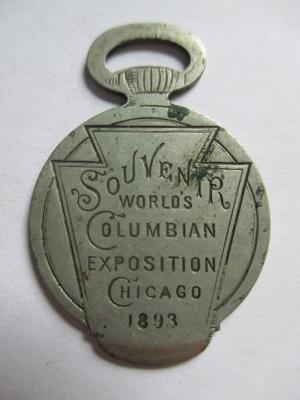 SOUVENIR
WORLD'S
COLUMBIAN
EXPOSITION
CHICAGO
1893